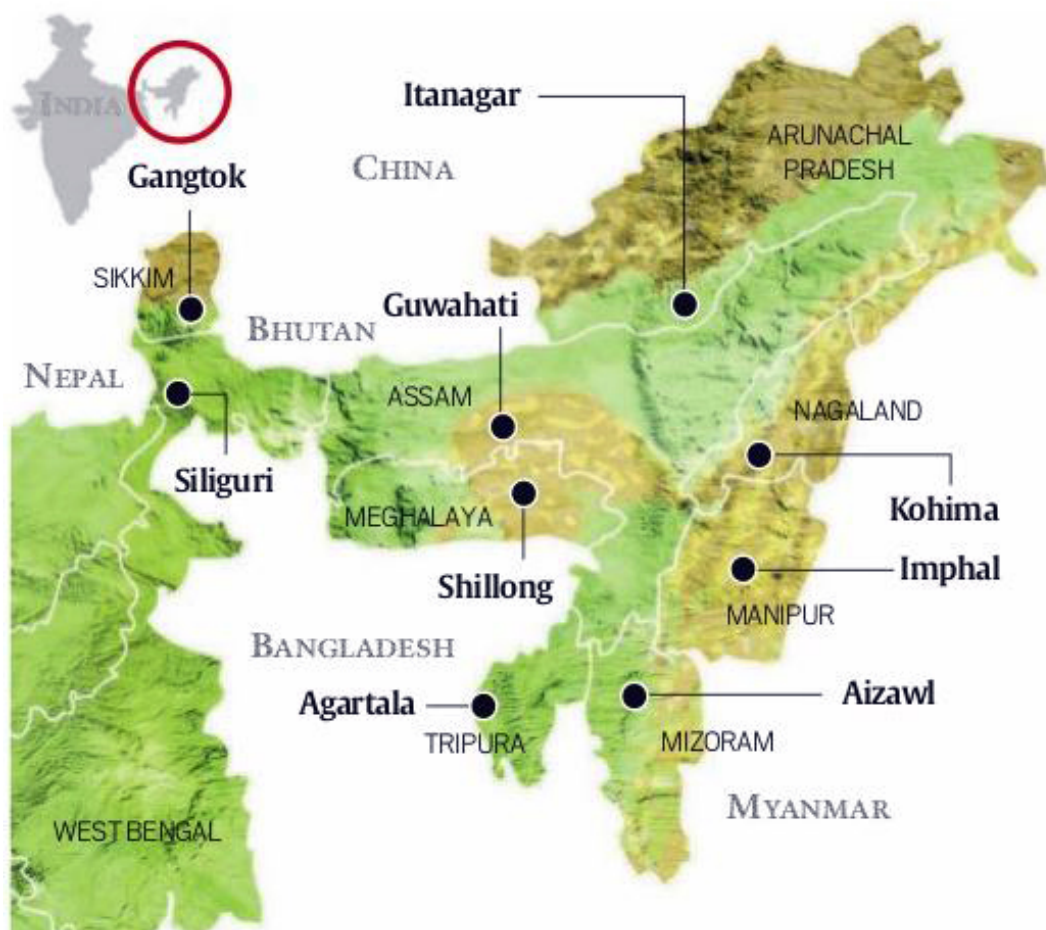 INDIA
Gangtok
Itanagar
ARUNACHAL
PRADESH
CHINA
SIKKIM
Guwahati
BHUTAN
NEPAL
ASSAM
NAGALAND
Siliguri
MEGHALAYA
Kohima
Shillong
Imphal
MANIPUR
BANGLADESH
Agartala
Aizawl
TRIPURA
MIZORAM
MYANMAR
WEST BENGAL